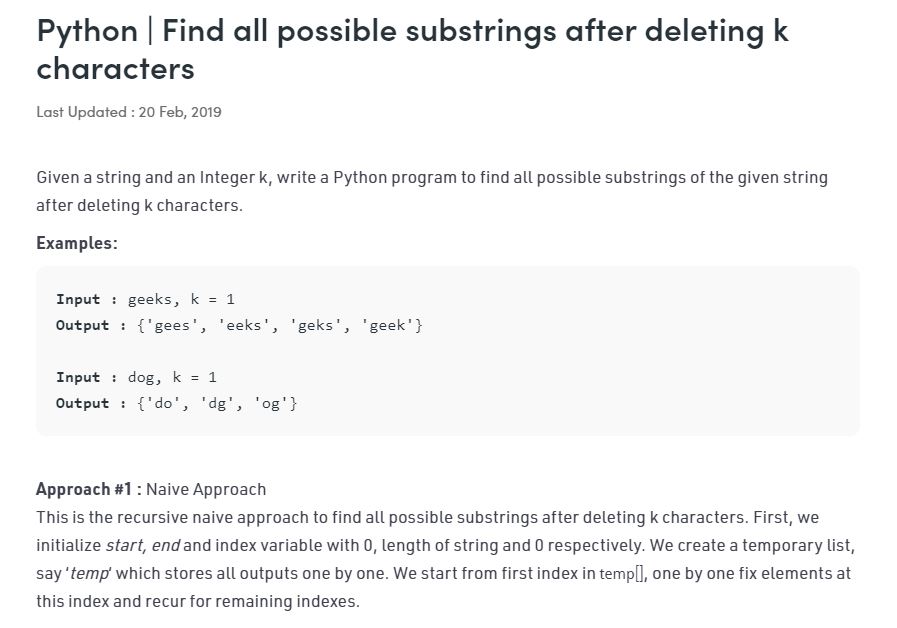 Python | Find all possible substrings after deleting k
characters
Last Updated : 20 Feb, 2019
Given a string and an Integer k, write a Python program to find all possible substrings of the given string
after deleting k characters.
Examples:
Input : geeks, k = 1
Output : {'gees', 'eeks', 'geks', 'geek'}
Input : dog, k = 1
Output : {'do', 'dg', 'og'}
Approach #1 : Naive Approach
This is the recursive naive approach to find all possible substrings after deleting k characters. First, we
initialize start, end and index variable with 0, length of string and 0 respectively. We create a temporary list,
say 'temp' which stores all outputs one by one. We start from first index in temp[], one by one fix elements at
this index and recur for remaining indexes.